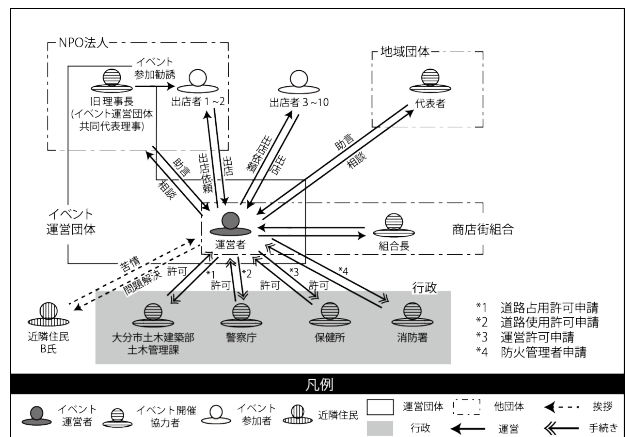 NPO法人
イベント
参加勧誘
旧理事長
(イベント運営団体
共同代表理事)
出店者1~2
出店者3~10
地域団体
代表者
助言
相談
出店依頼
出店
出店依頼
出店
助言
相談
イベント
運営団体
運営者
組合長
商店街組合
苦情
問題解決
許可
*1
*2
許可
許可
*3
*4
許可
行政
近隣住民
B氏
大分市土木建築部
土木管理課
警察庁
保健所
消防署
*1 道路占用許可申請
*2 道路使用許可申請
*3 運営許可申請
*4 防火管理者申請
凡例
イベント
運営者
イベント開催
協力者
イベント
参加者
近隣住民
運営団体
他団体
挨拶
行政
運営
手続き